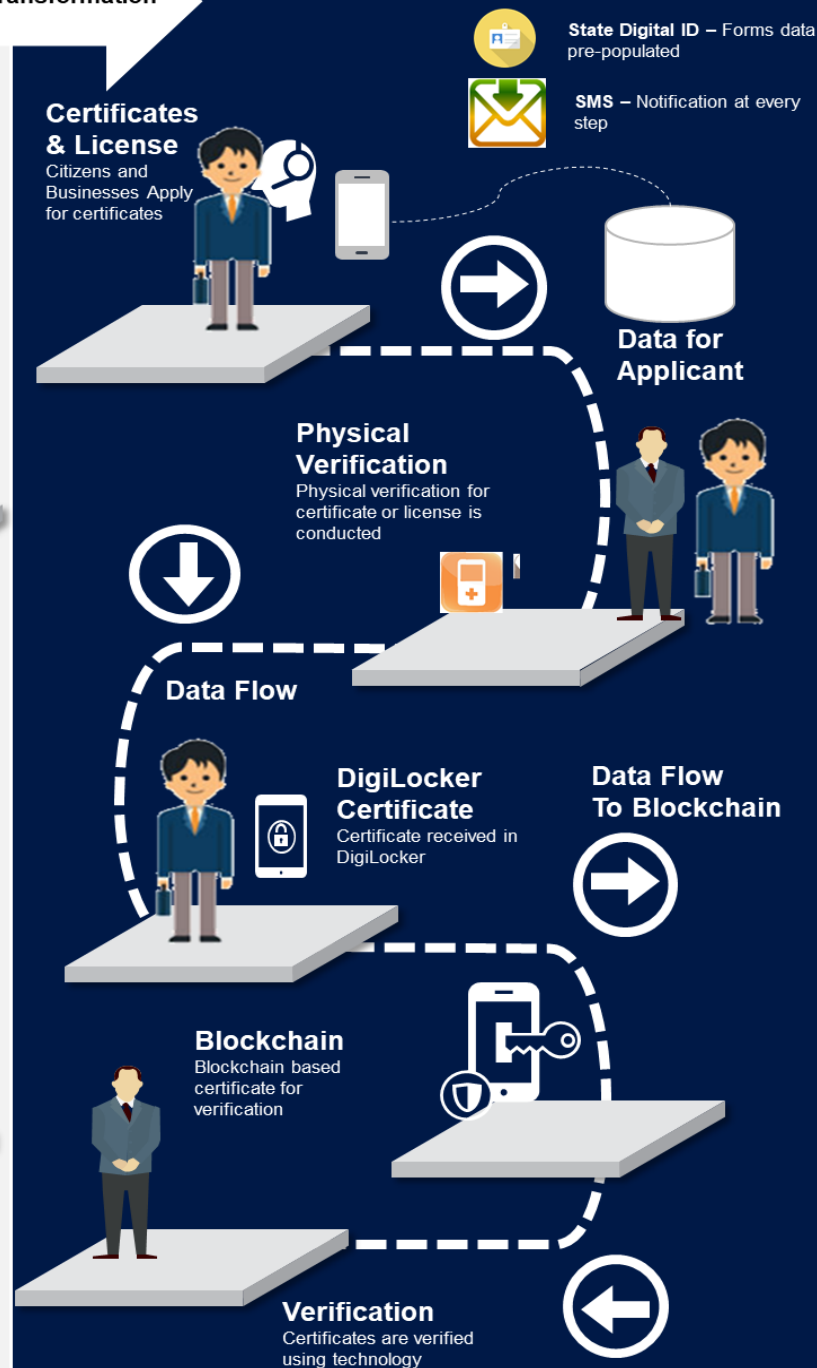 State Digital ID – Forms data
pre-populated
SMS – Notification at every
step
Certificates
& License
Citizens and
Businesses Apply
for certificates
Data for
Applicant
Physical
Verification
Physical verification for
certificate or license is
conducted
Data Flow
DigiLocker
Certificate
Certificate received in
DigiLocker
Data Flow
To Blockchain
Blockchain
Blockchain based
certificate for
verification
Verification
Certificates are verified
using technology